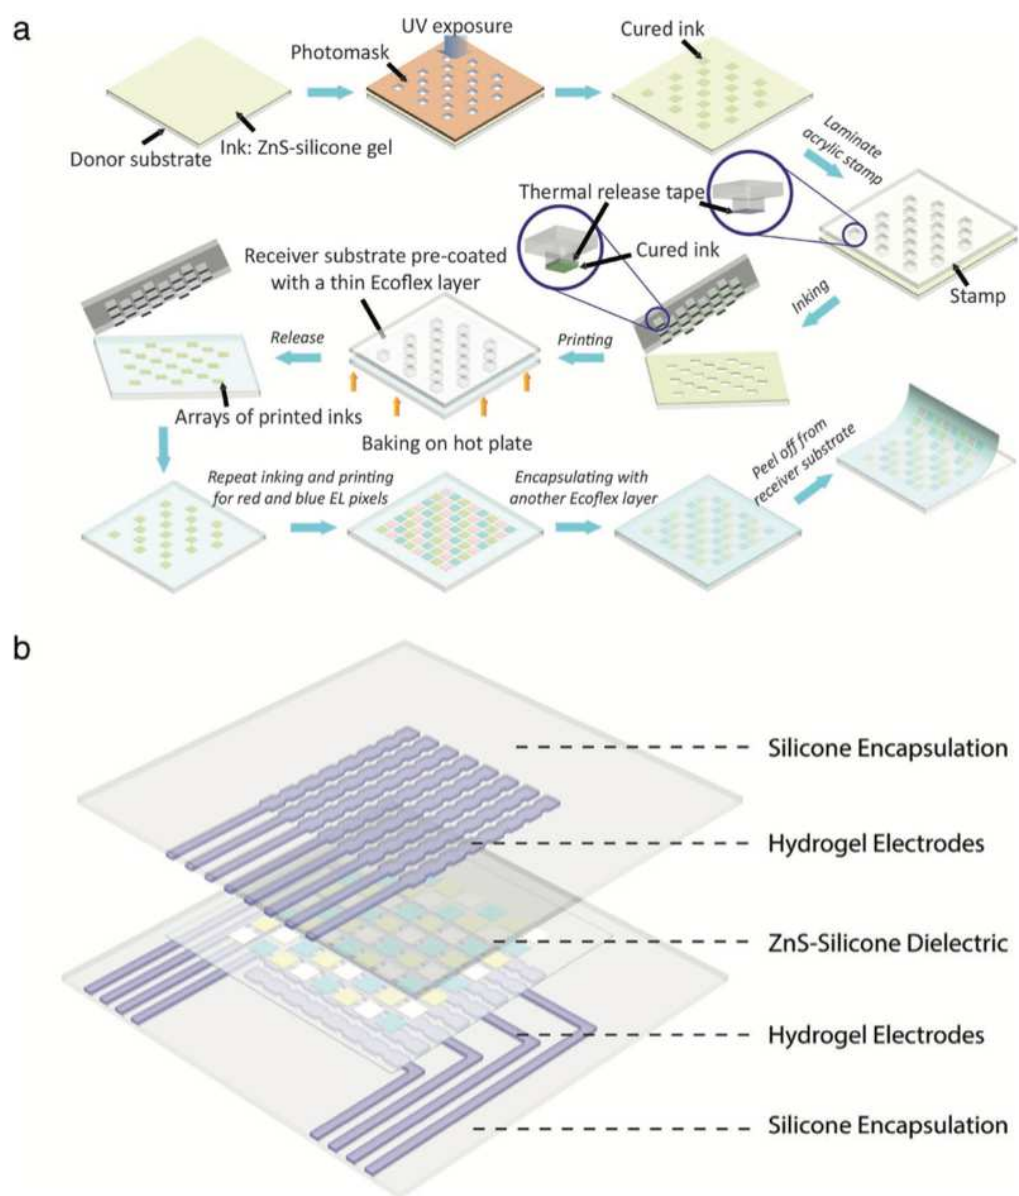 a
UV exposure
Photomask
Cured ink
Donor substrate
Ink: ZnS-silicone gel
Laminate
acrylic stamp
Thermal release tape
Cured ink
Stamp
Inking
Receiver substrate pre-coated
with a thin Ecoflex layer
Printing
Release
Arrays of printed inks
Baking on hot plate
Repeat inking and printing
for red and blue EL pixels
Encapsulating with
another Ecoflex layer
Peel off from
receiver substrate
b
Silicone Encapsulation
Hydrogel Electrodes
ZnS-Silicone Dielectric
Hydrogel Electrodes
Silicone Encapsulation